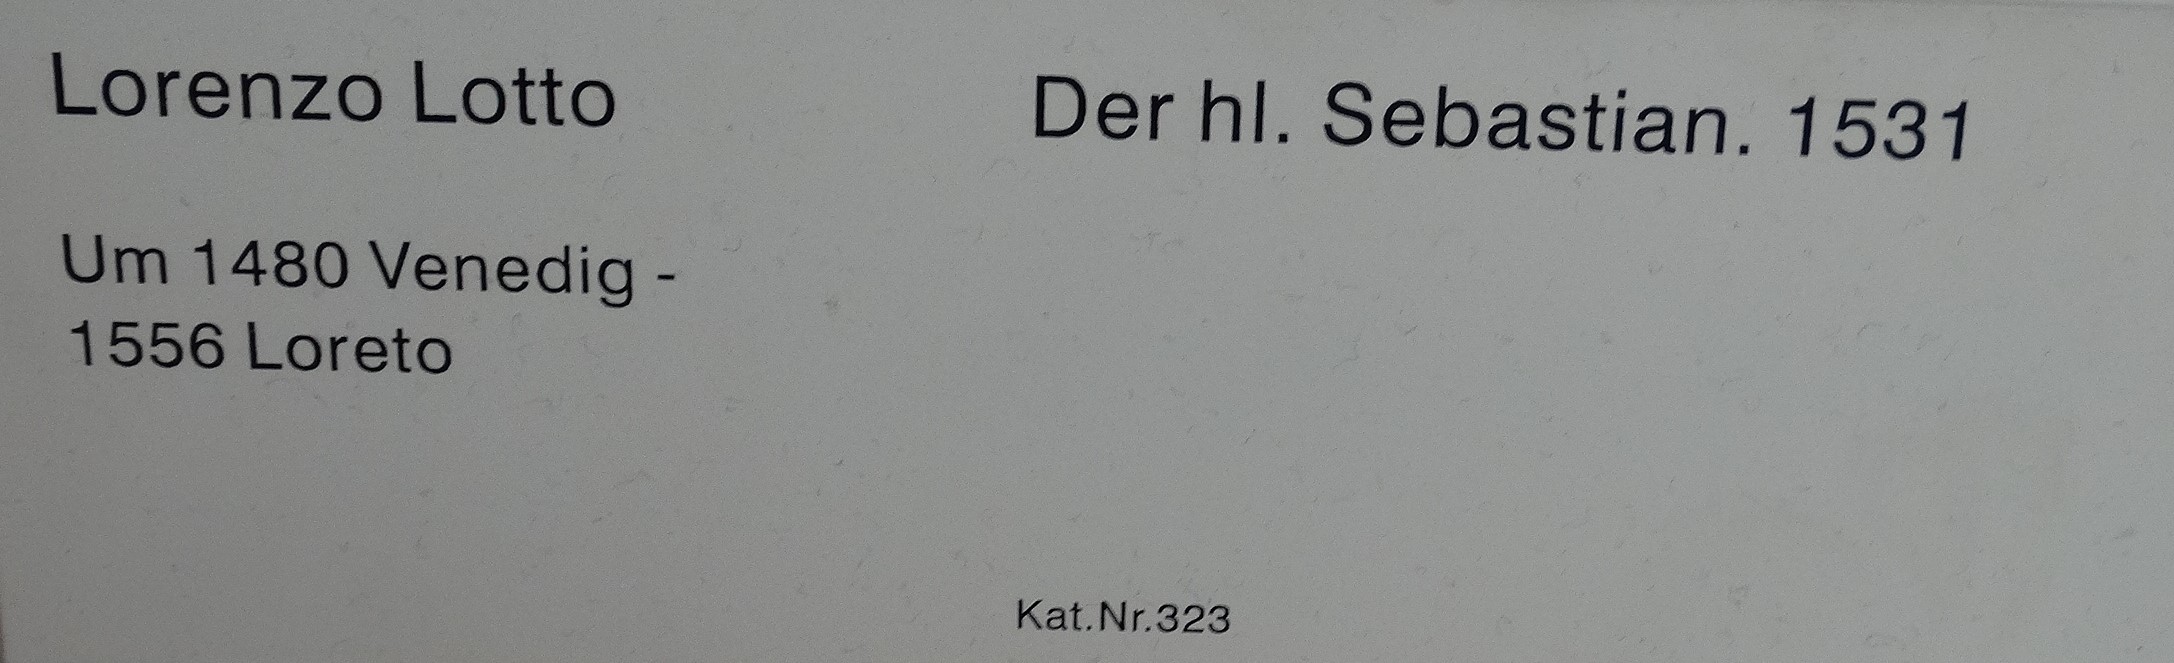 Lorenzo Lotto
Der hl. Sebastian. 1531
Um 1480 Venedig -
1556 Loreto
Kat.Nr.323